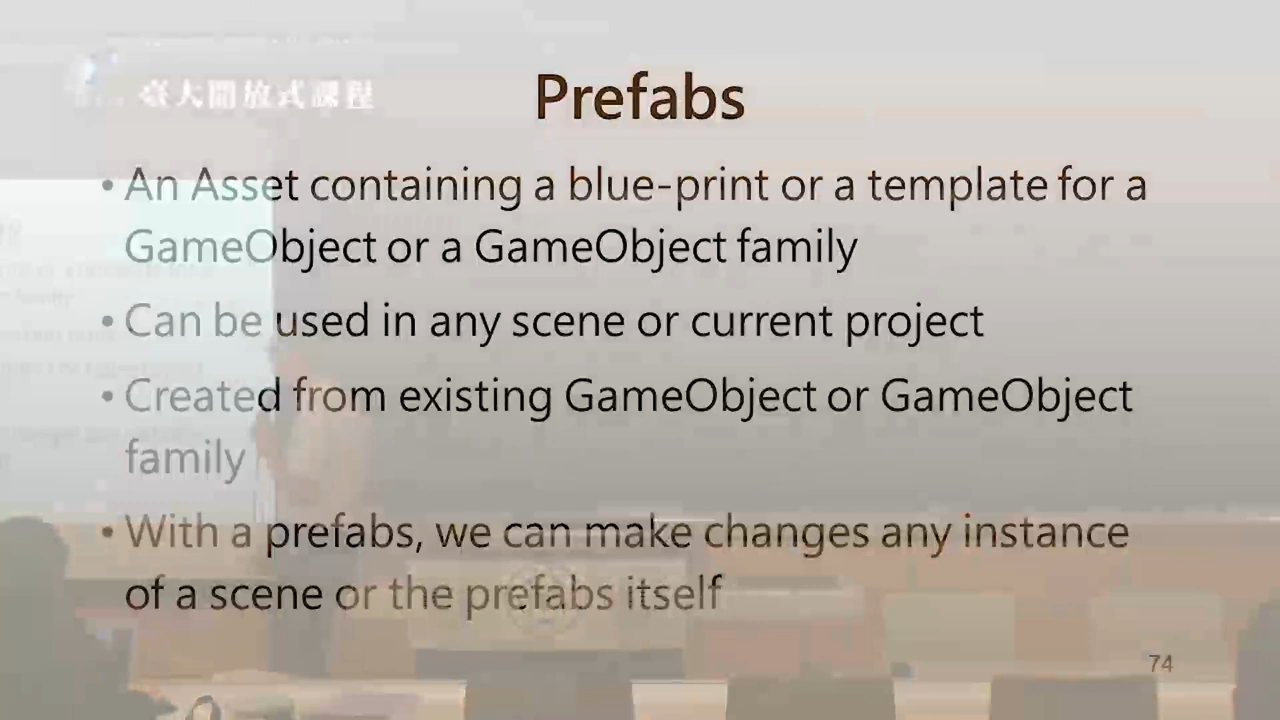 臺大開放式課程
Prefabs
• An Asset containing a blue-print or a template for a
GameObject or a GameObject family
• Can be used in any scene or current project
• Created from existing GameObject or GameObject
family
• With a prefabs, we can make changes any instance
of a scene or the prefabs itself
74